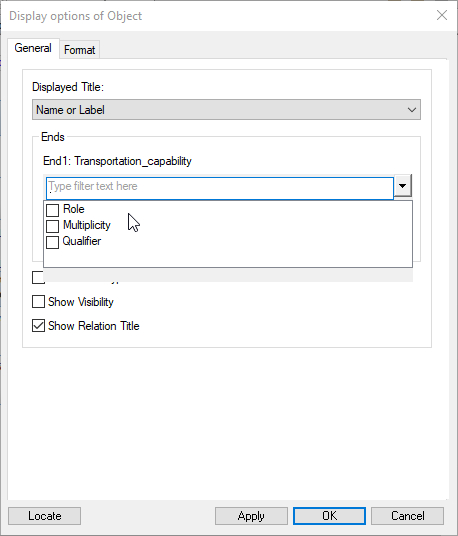 Display options of Object
General
Format
Displayed Title:
Name or Label
Ends
End1: Transportation_capability
Type filter text here
Role
Multiplicity
Qualifier
Show Visibility
Show Relation Title
Locate
Apply
OK
Cancel